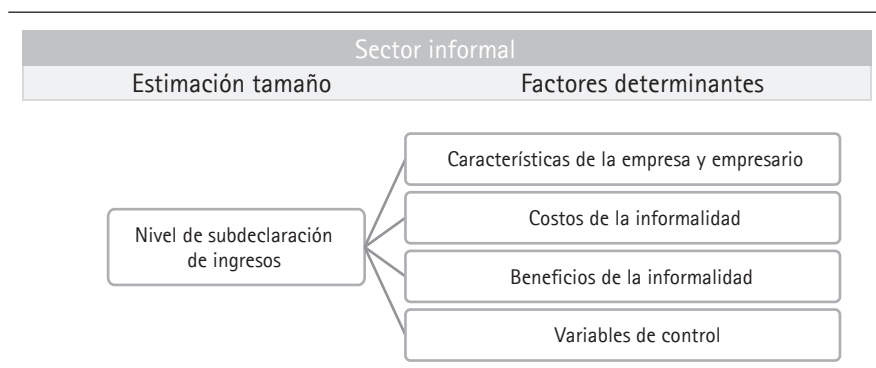 Sector informal
Estimación tamaño
Factores determinantes
Características de la empresa y empresario
Costos de la informalidad
Nivel de subdeclaración
de ingresos
Beneficios de la informalidad
Variables de control